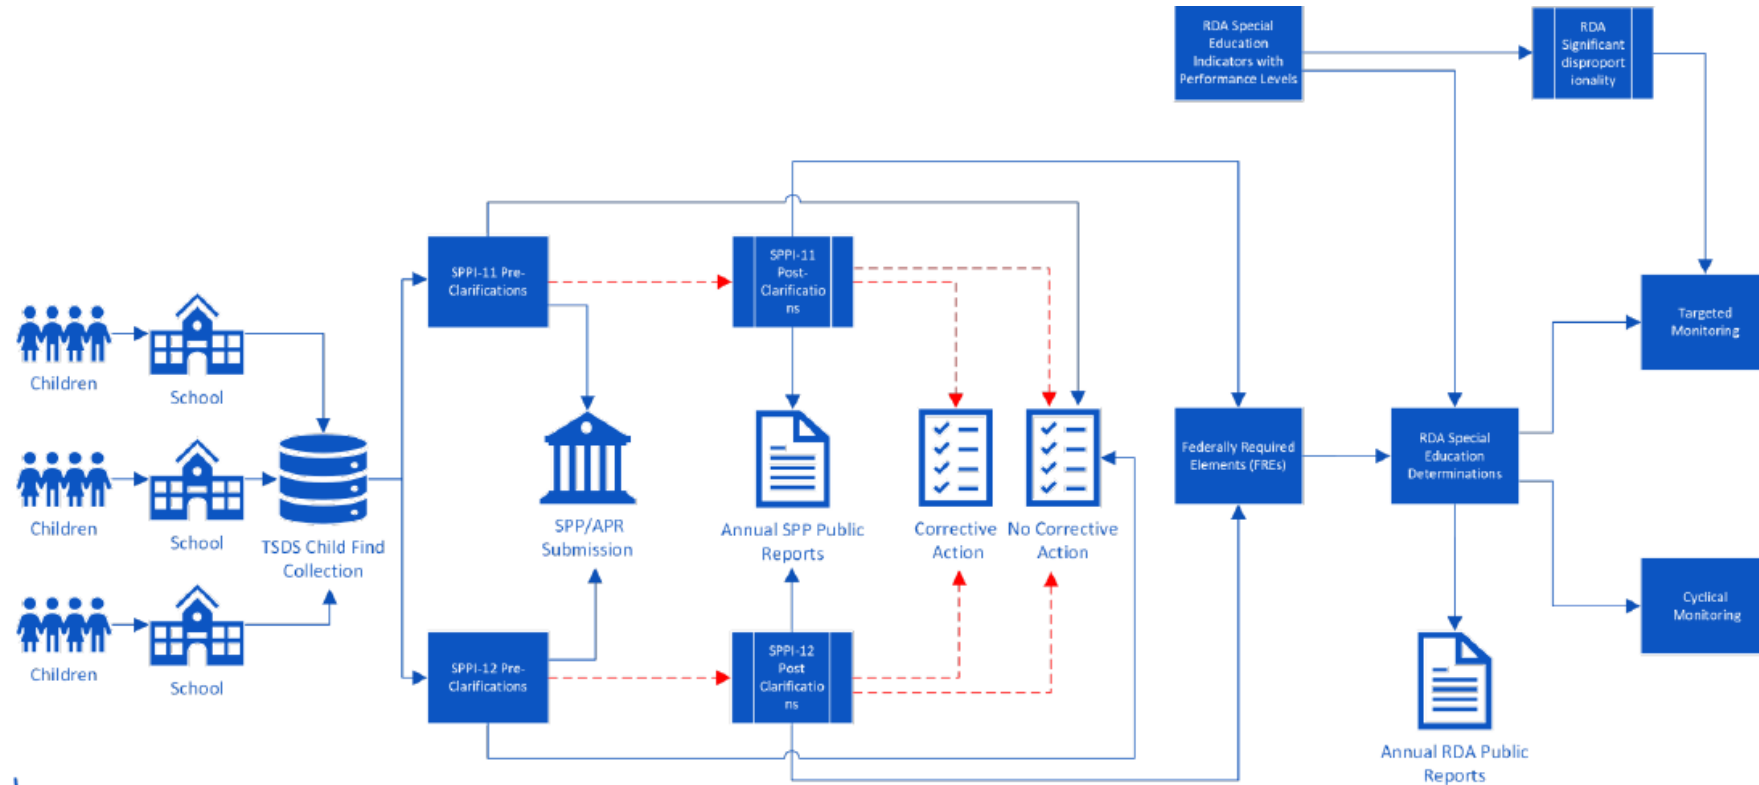 RDA Special
Education
Indicators with
Performance Levels
RDA
Significant
disproport
ionality
SPPI-11 Pre-
Clarifications
SPPI-11
Post-
Clarificatio
ns
Children
School
Targeted
Monitoring
Children
School
TSDS Child Find
Collection
SPP/APR
Submission
Annual SPP Public
Reports
Corrective
Action
No Corrective
Action
Federally Required
Elements (FREs)
RDA Special
Education
Determinations
Children
School
SPPI-12 Pre-
Clarifications
SPPI-12
Post
Clarificatio
ns
Cyclical
Monitoring
Annual RDA Public
Reports